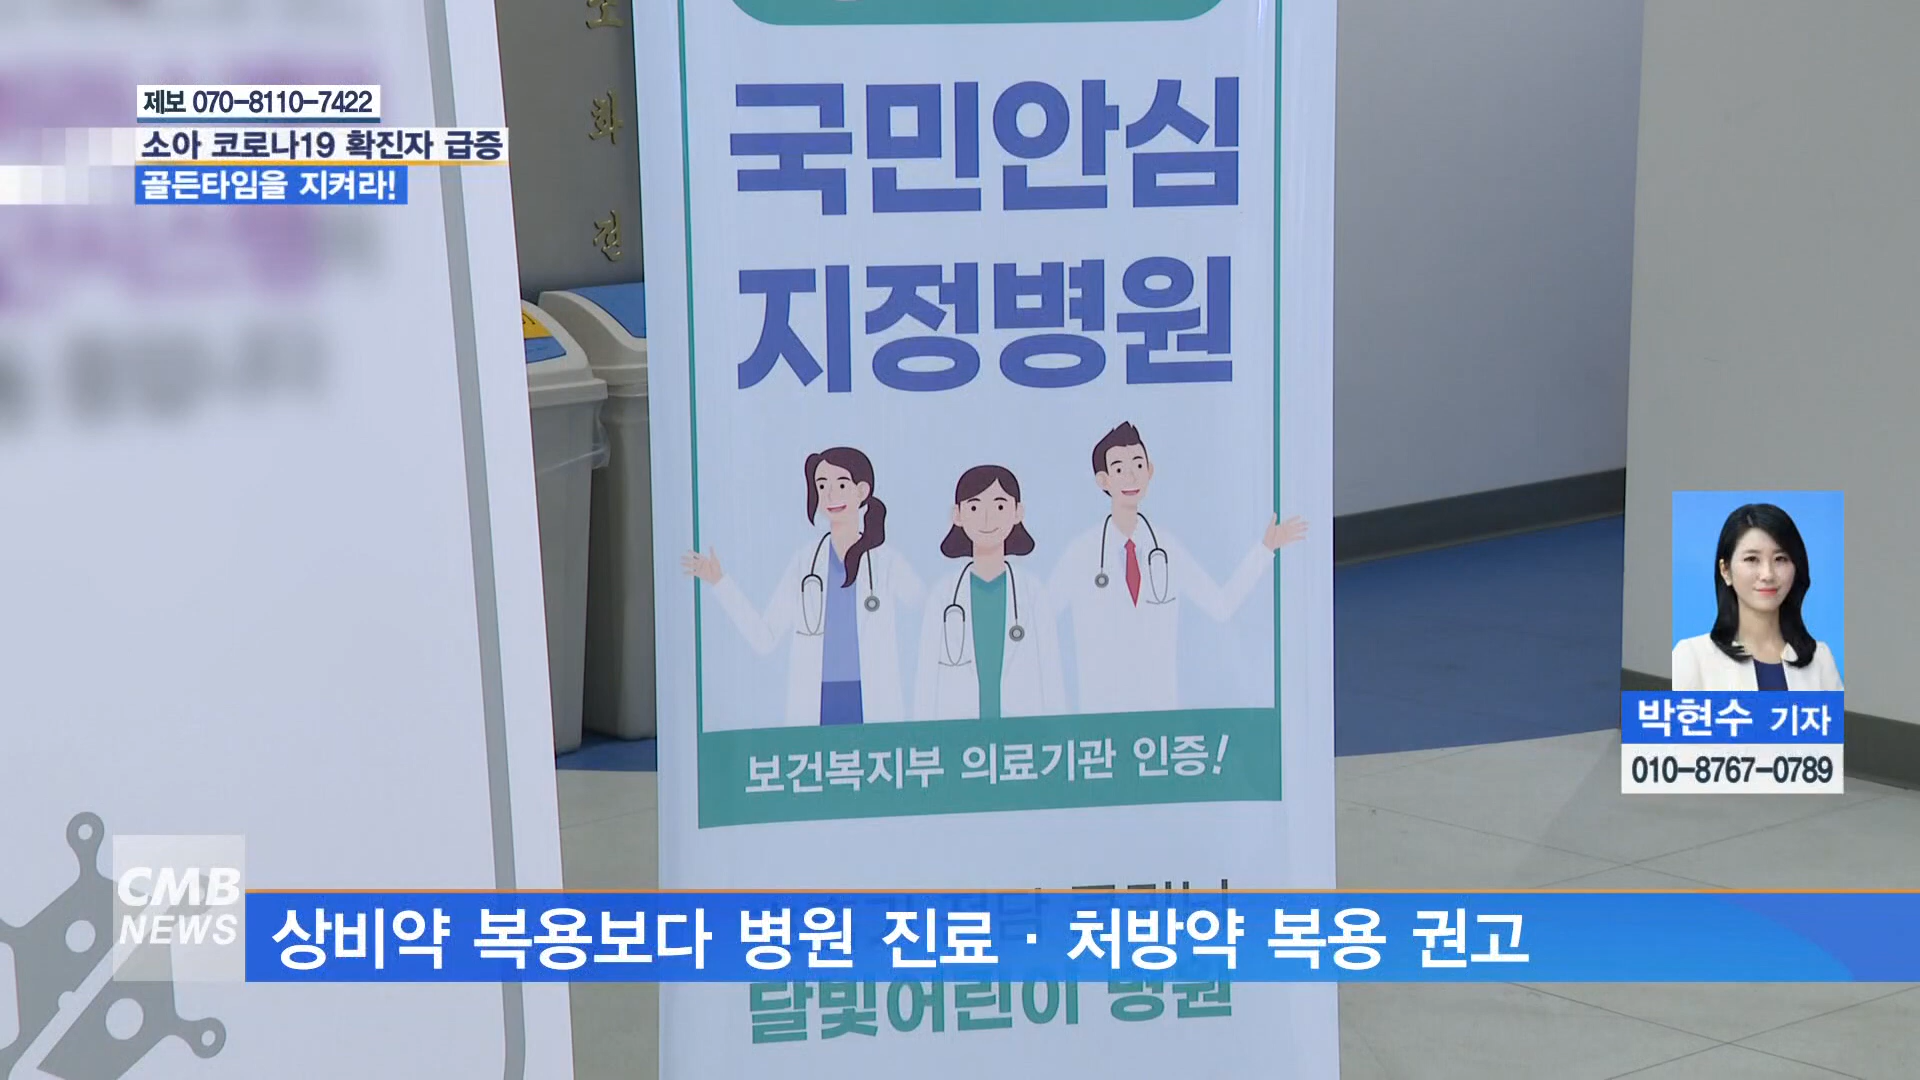 제보 070-8110-7422
소아 코로나19 확진자 급증
골든타임을 지켜라!
소
화
전
국민안심
지정병원
보건복지부 의료기관 인증!
달빛어린이 병원
박현수 기자
010-8767-0789
CMB
NEWS
상비약 복용보다 병원 진료· 처방약 복용 권고